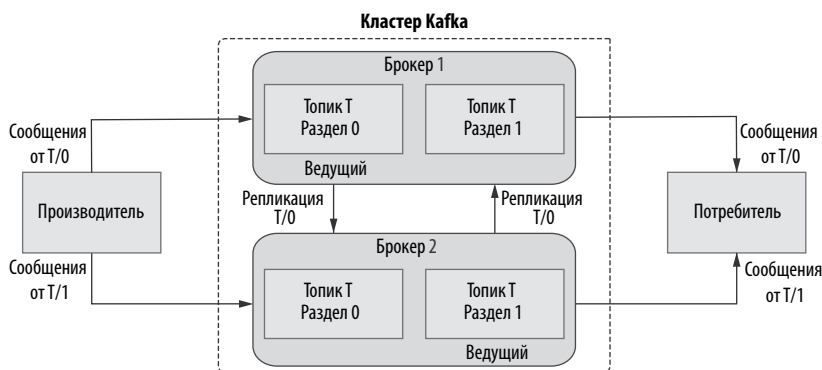 Кластер Kafka
Брокер 1
Топик T
Раздел 0
Топик T
Раздел 1
Ведущий
Сообщения
от T/0
Сообщения
от T/0
Производитель
Репликация
T/0
Репликация
T/0
Потребитель
Брокер 2
Сообщения
от T/1
Топик T
Раздел 0
Топик T
Раздел 1
Сообщения
от T/1
Ведущий